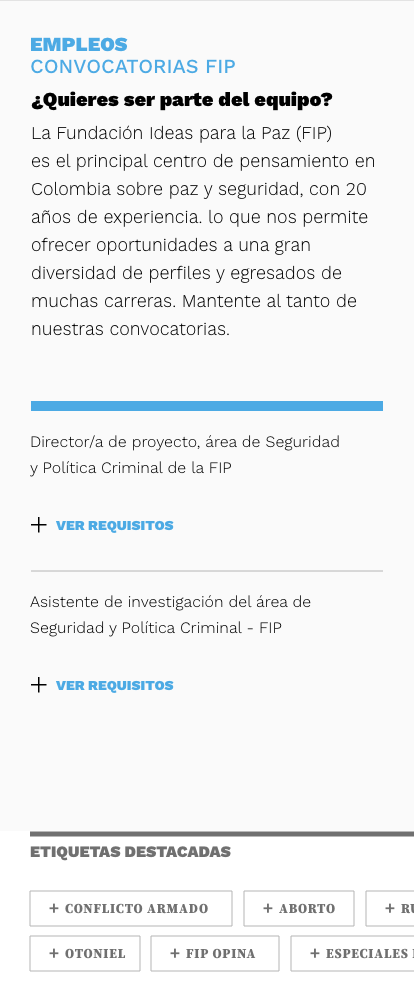 EMPLEOS
CONVOCATORIAS FIP
¿Quieres ser parte del equipo?
La Fundación Ideas para la Paz (FIP)
es el principal centro de pensamiento en
Colombia sobre paz y seguridad, con 20
años de experiencia. lo que nos permite
ofrecer oportunidades a una gran
diversidad de perfiles y egresados de
muchas carreras. Mantente al tanto de
nuestras convocatorias.
Director/a de proyecto, área de Seguridad
y Política Criminal de la FIP
+ VER REQUISITOS
Asistente de investigación del área de
Seguridad y Política Criminal - FIP
+ VER REQUISITOS
ETIQUETAS DESTACADAS
+ CONFLICTO ARMADO + ABORTO +
+ OTONIEL + FIP OPINA + ESPECIALES